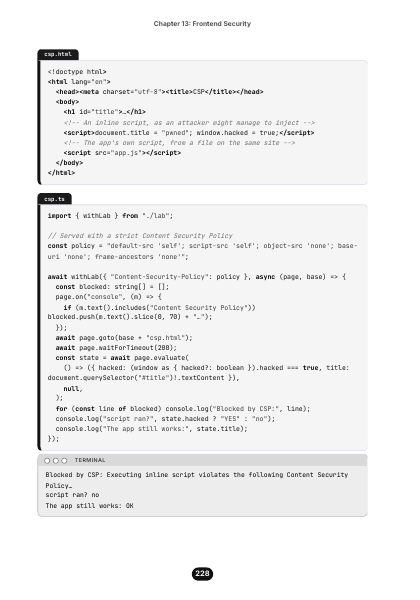 Chapter 13: Frontend Security
csp.html
<!doctype html>
<html lang="en">
  <head><meta charset="utf-8"><title>CSP</title></head>
  <body>
    <h1 id="title">…</h1>
    <!-- An inline script, as an attacker might manage to inject -->
    <script>document.title = "pwned"; window.hacked = true;</script>
    <!-- The app's own script, from a file on the same site -->
    <script src="app.js"></script>
  </body>
</html>
csp.ts
import { withLab } from "./lab";
// Served with a strict Content Security Policy
const policy = "default-src 'self'; script-src 'self'; object-src 'none'; base-
uri 'none'; frame-ancestors 'none'";
await withLab({ "Content-Security-Policy": policy }, async (page, base) => {
  const blocked: string[] = [];
  page.on("console", (m) => {
    if (m.text().includes("Content Security Policy"))
blocked.push(m.text().slice(0, 70) + "…");
  });
  await page.goto(base + "csp.html");
  await page.waitForTimeout(200);
  const state = await page.evaluate(
    () => ({ hacked: (window as { hacked?: boolean }).hacked === true, title:
document.querySelector("#title")!.textContent }),
    null,
  );
  for (const line of blocked) console.log("Blocked by CSP:", line);
  console.log("script ran?", state.hacked ? "YES" : "no");
  console.log("The app still works:", state.title);
});
TERMINAL
Blocked by CSP: Executing inline script violates the following Content Security
Policy…
script ran? no
The app still works: OK
228